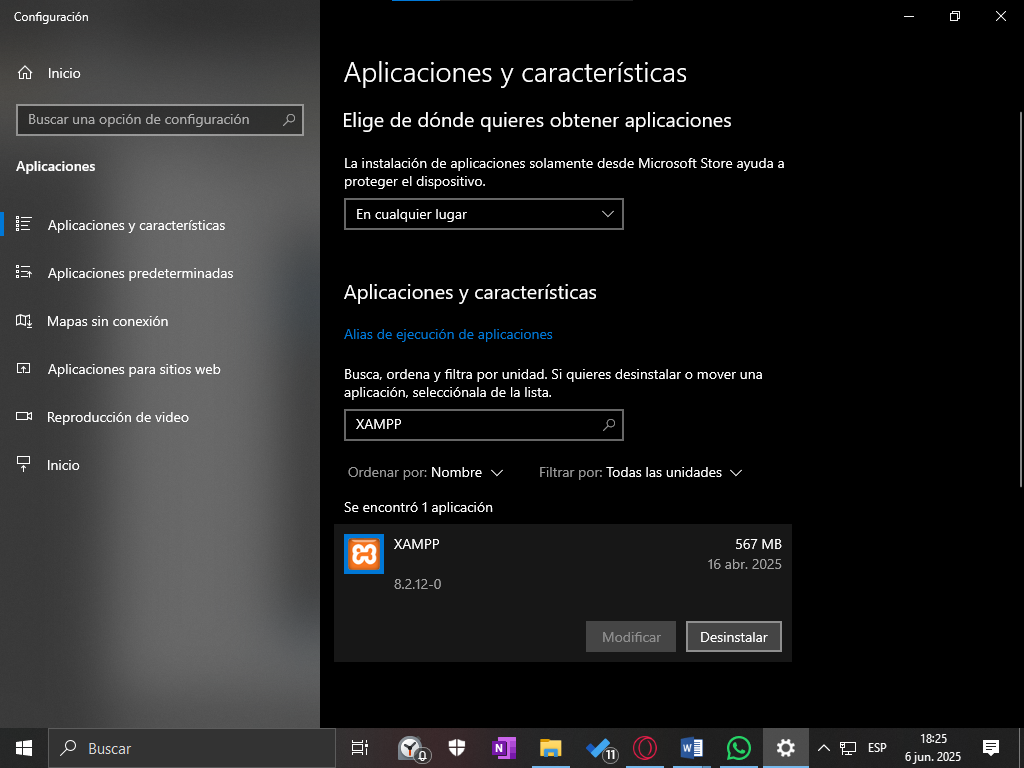 Configuración
Inicio
Buscar una opción de configuración
Aplicaciones
Aplicaciones y características
Aplicaciones predeterminadas
Mapas sin conexión
Aplicaciones para sitios web
Reproducción de video
Inicio
Aplicaciones y características
Elige de dónde quieres obtener aplicaciones
La instalación de aplicaciones solamente desde Microsoft Store ayuda a
proteger el dispositivo.
En cualquier lugar
Aplicaciones y características
Alias de ejecución de aplicaciones
Busca, ordena y filtra por unidad. Si quieres desinstalar o mover una
aplicación, selecciónala de la lista.
XAMPP
Ordenar por: Nombre Filtrar por: Todas las unidades
Se encontró 1 aplicación
XAMPP 567 MB
16 abr. 2025
8.2.12-0
Modificar Desinstalar
Buscar
N
11
W
ESP
18:25
6 jun. 2025